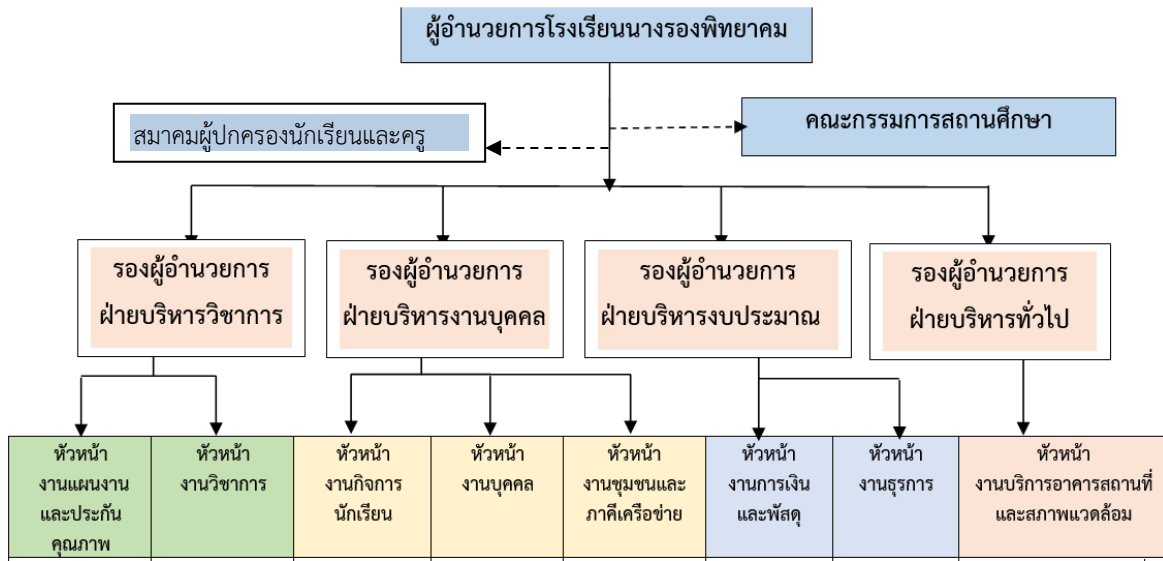 ผู้อำนวยการโรงเรียนนางรองพิทยาคม
สมาคมผู้ปกครองนักเรียนและครู
คณะกรรมการสถานศึกษา
รองผู้อำนวยการ
ฝ่ายบริหารวิชาการ
รองผู้อำนวยการ
ฝ่ายบริหารงานบุคคล
รองผู้อำนวยการ
ฝ่ายบริหารงบประมาณ
รองผู้อำนวยการ
ฝ่ายบริหารทั่วไป
หัวหน้า
งานแผนงาน
และประกัน
คุณภาพ
หัวหน้า
งานวิชาการ
หัวหน้า
งานกิจการ
นักเรียน
หัวหน้า
งานบุคคล
หัวหน้า
งานชุมชนและ
ภาคีเครือข่าย
หัวหน้า
งานการเงิน
และพัสดุ
หัวหน้า
งานธุรการ
หัวหน้า
งานบริการอาคารสถานที่
และสภาพแวดล้อม